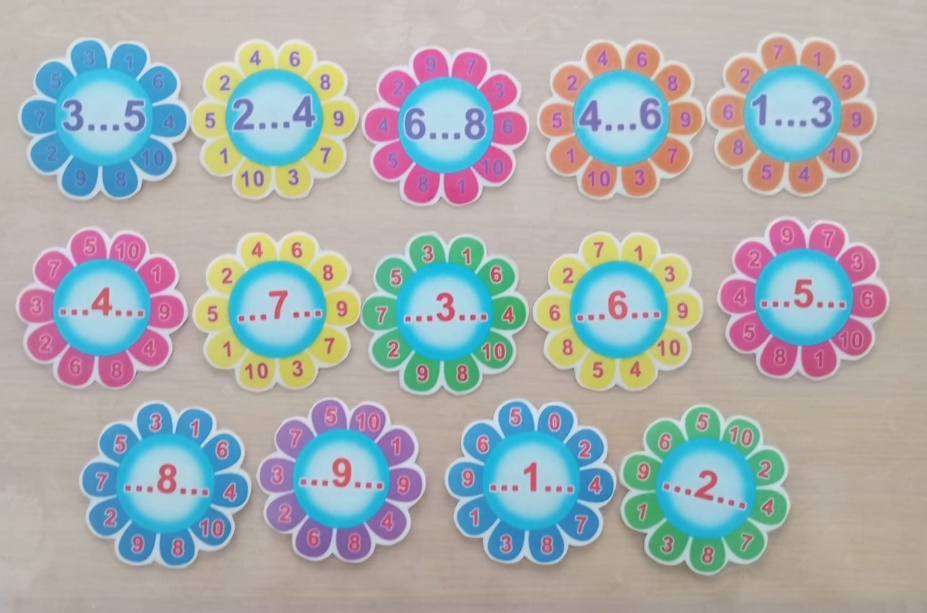 3...5
3 1 6 4 10 8 9 2 7 5
2...4
4 6 8 9 7 3 10 1 5 2
6...8
9 7 3 6 10 1 8 5 4 2
4...6
4 6 8 9 7 3 10 1 5 2
1...3
7 1 3 9 10 4 5 8 6 2
...4...
5 10 1 9 4 8 6 2 3 7
...7...
4 6 8 9 7 3 10 1 5 2
...3...
3 1 6 4 10 8 9 2 7 5
...6...
7 1 3 9 10 4 5 8 6 2
...5...
9 7 3 6 10 1 8 5 4 2
...8...
3 1 6 4 10 8 9 2 7 5
...9...
5 10 1 9 4 8 6 2 3 7
...1...
5 0 2 4 7 8 3 1 9 6
...2...
5 10 2 4 7 8 3 1 9 6